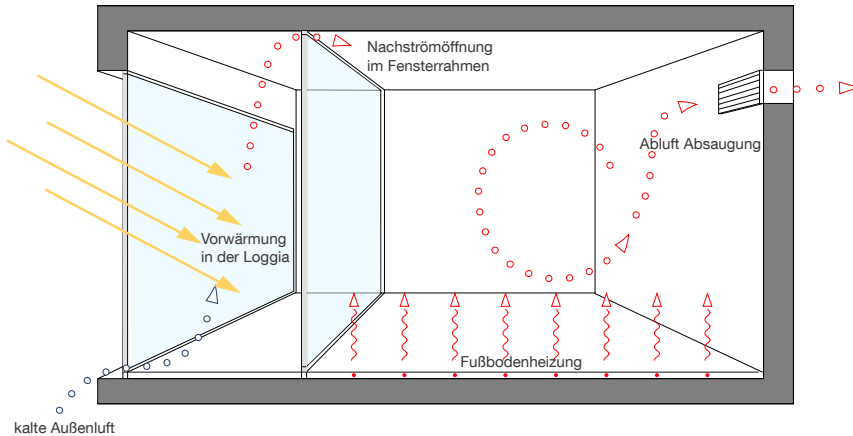 Nachströmöffnung
im Fensterrahmen
Abluft Absaugung
Vorwärmung
in der Loggia
Fußbodenheizung
kalte Außenluft